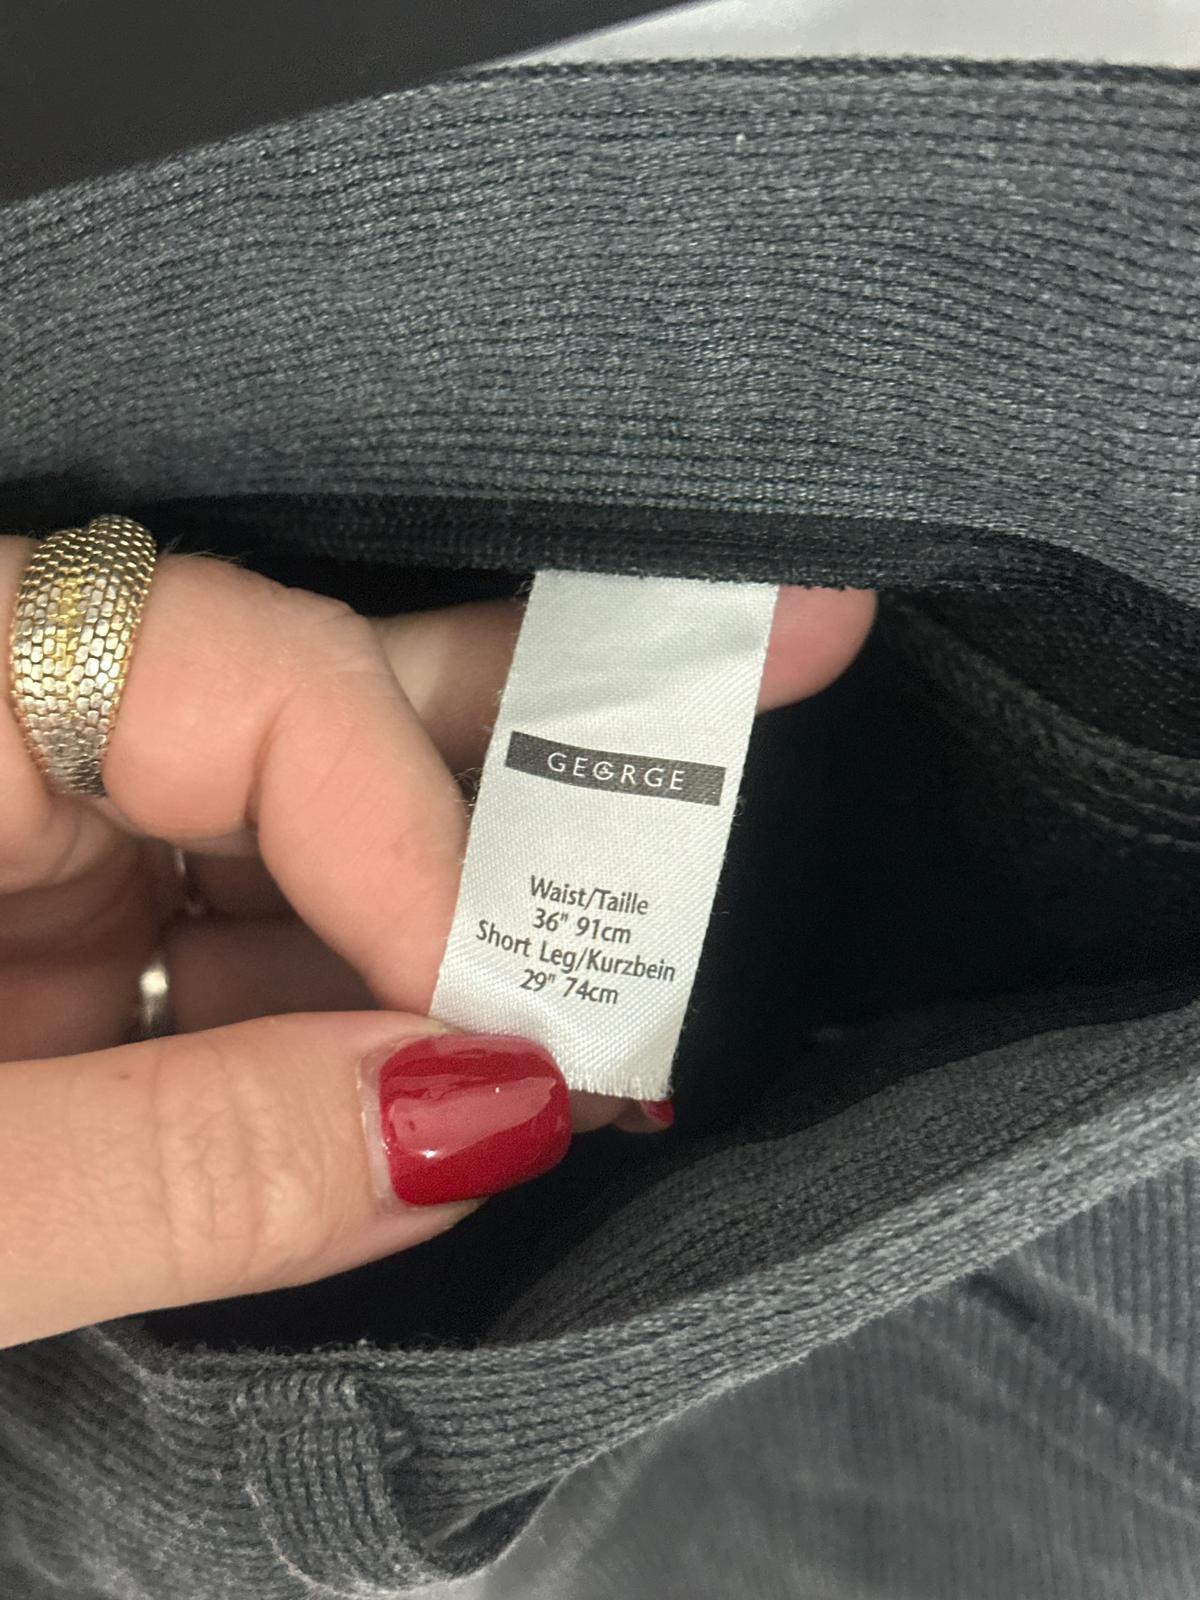 GEORGE
Waist/Taille
36" 91cm
Short Leg/Kurzbein
29" 74cm